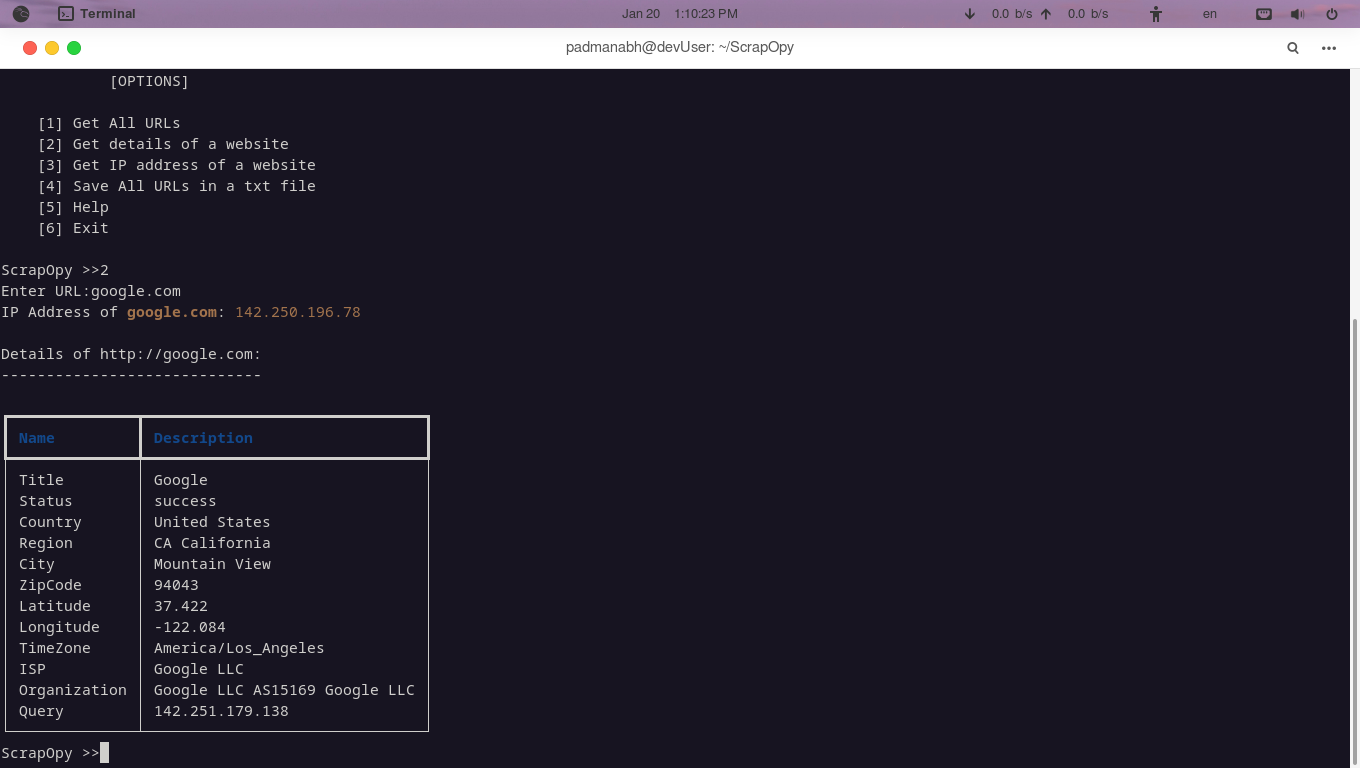 Terminal
Jan 20 1:10:23 PM
0.0 b/s 0.0 b/s
en
padmanabh@devUser: ~/ScrapOpy
[OPTIONS]
[1] Get All URLs
[2] Get details of a website
[3] Get IP address of a website
[4] Save All URLs in a txt file
[5] Help
[6] Exit
ScrapOpy >>2
Enter URL:google.com
IP Address of google.com: 142.250.196.78
Details of http://google.com:
-----------------------------
Name Description
Title Google
Status success
Country United States
Region CA California
City Mountain View
ZipCode 94043
Latitude 37.422
Longitude -122.084
TimeZone America/Los_Angeles
ISP Google LLC
Organization Google LLC AS15169 Google LLC
Query 142.251.179.138
ScrapOpy >>